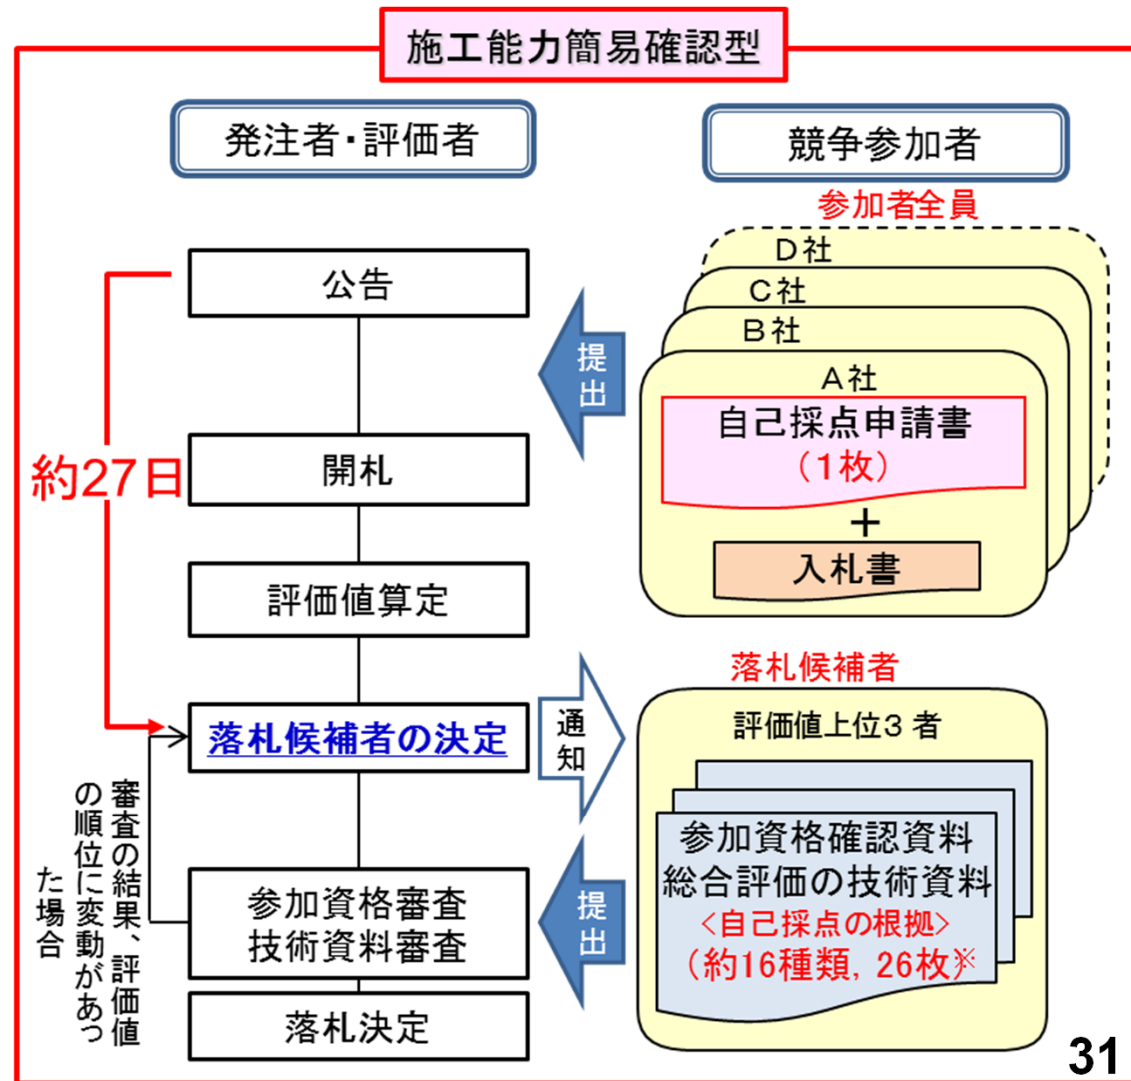 施工能力簡易確認型
発注者・評価者
競争参加者
参加者全員
公告
開札
評価値算定
落札候補者の決定
参加資格審査
技術資料審査
落札決定
約27日
審査の結果、評価値
の順位に変動があっ
た場合
提出
D社
C社
B社
A社
自己採点申請書
（1枚）
＋
入札書
通知
落札候補者
評価値上位3者
提出
参加資格確認資料
総合評価の技術資料
<自己採点の根拠>
（約16種類，26枚※
31